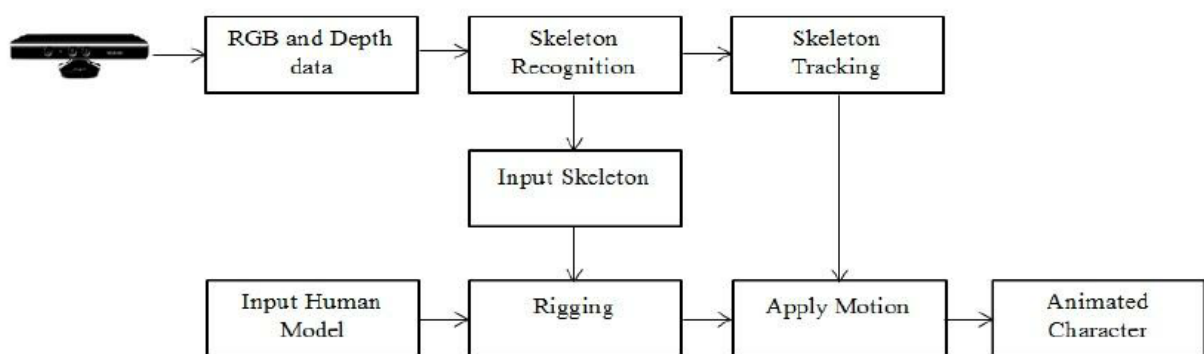 RGB and Depth
data
Skeleton
Recognition
Skeleton
Tracking
Input Skeleton
Input Human
Model
Rigging
Apply Motion
Animated
Character